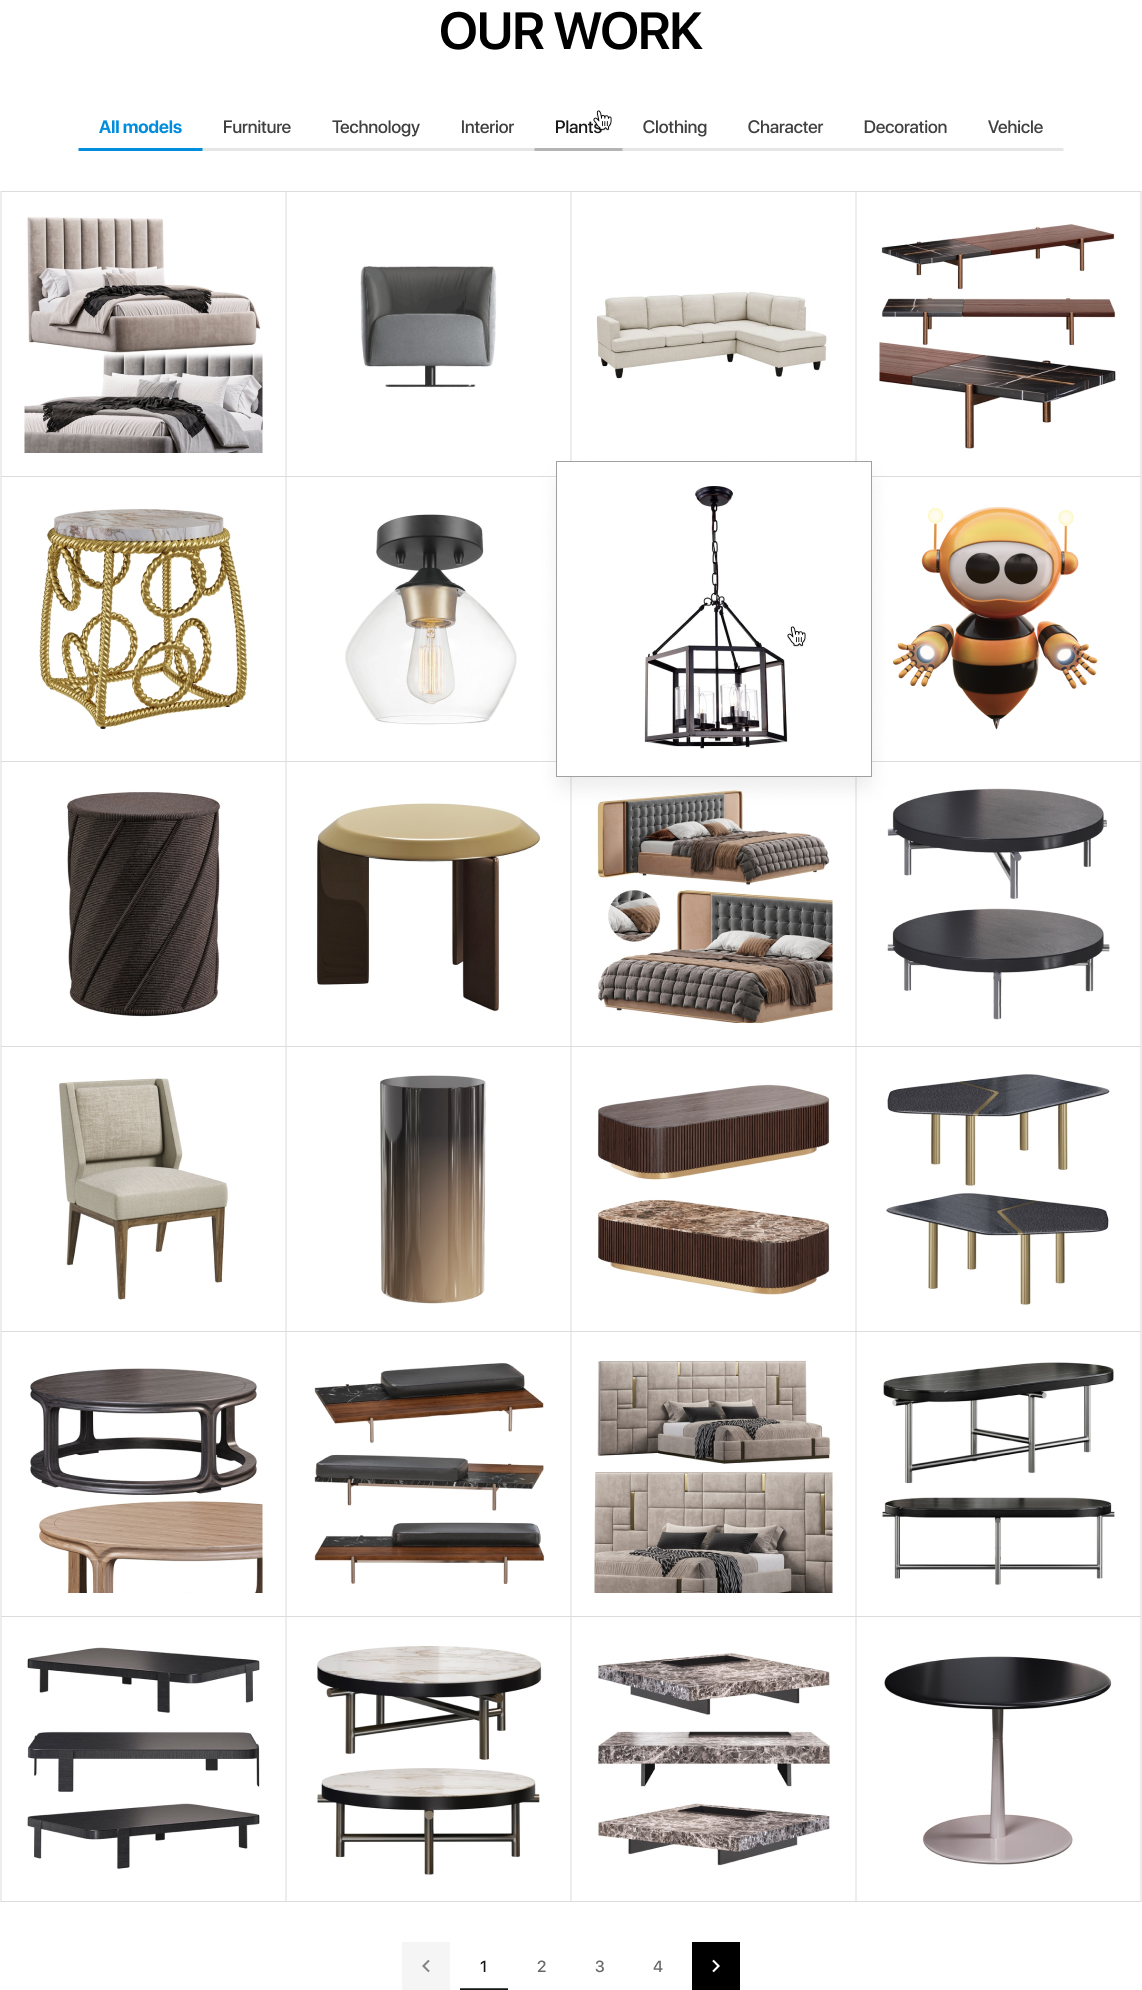 OUR WORK
All models Furniture Technology Interior Plants Clothing Character Decoration Vehicle
1 2 3 4